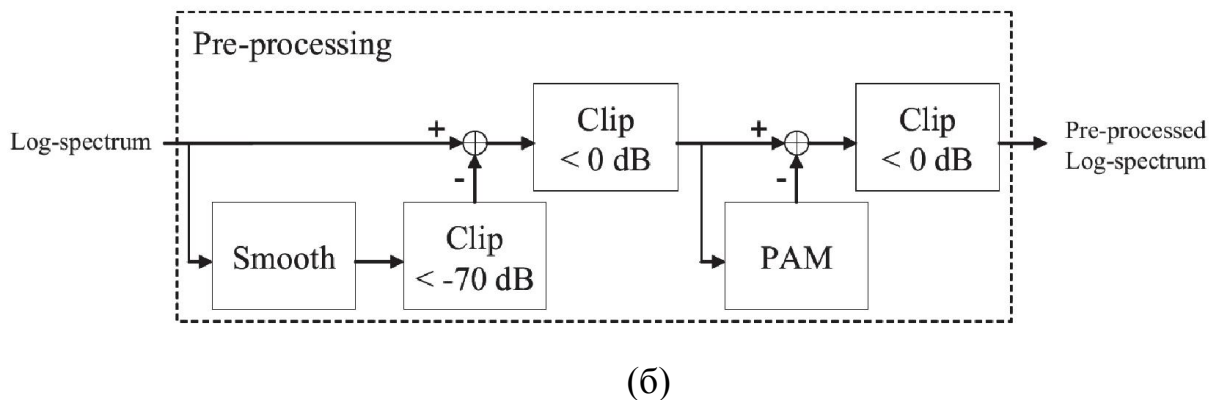 Pre-processing
Log-spectrum
+
-
Clip
< 0 dB
+
-
Clip
< 0 dB
Pre-processed
Log-spectrum
Smooth
Clip
< -70 dB
PAM
(б)